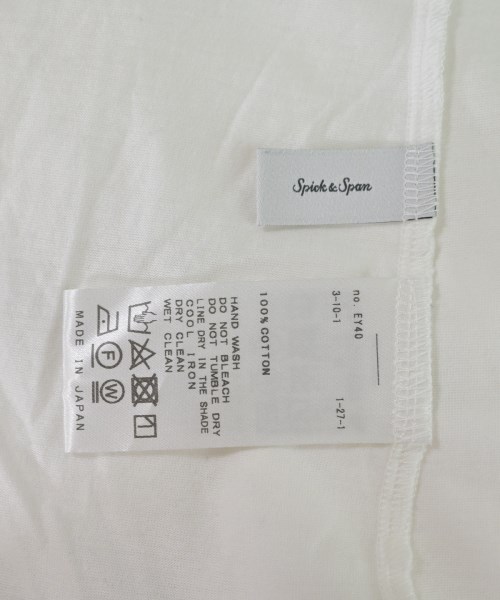 Spick & Span
no. EY40
3-10-1 1-27-1
100% COTTON
HAND WASH
DO NOT BLEACH
DO NOT TUMBLE DRY
LINE DRY IN THE SHADE
COOL IRON
DRY CLEAN
WET CLEAN
F W
MADE IN JAPAN